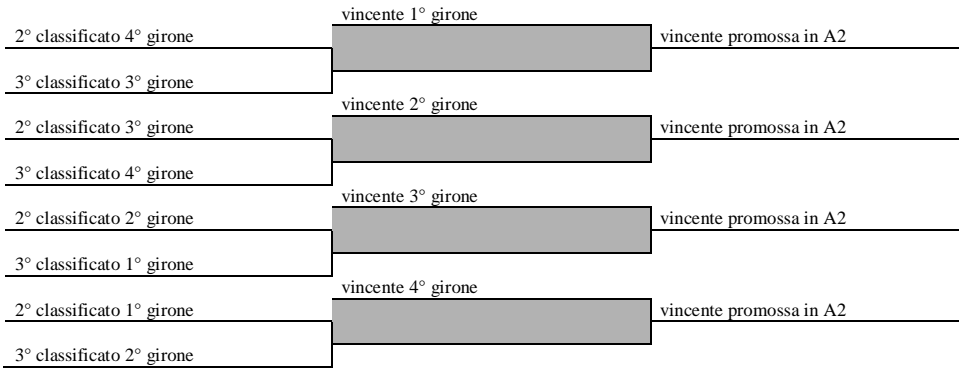 vincente 1° girone
2° classificato 4° girone
vincente promossa in A2
3° classificato 3° girone
vincente 2° girone
2° classificato 3° girone
vincente promossa in A2
3° classificato 4° girone
vincente 3° girone
2° classificato 2° girone
vincente promossa in A2
3° classificato 1° girone
vincente 4° girone
2° classificato 1° girone
vincente promossa in A2
3° classificato 2° girone